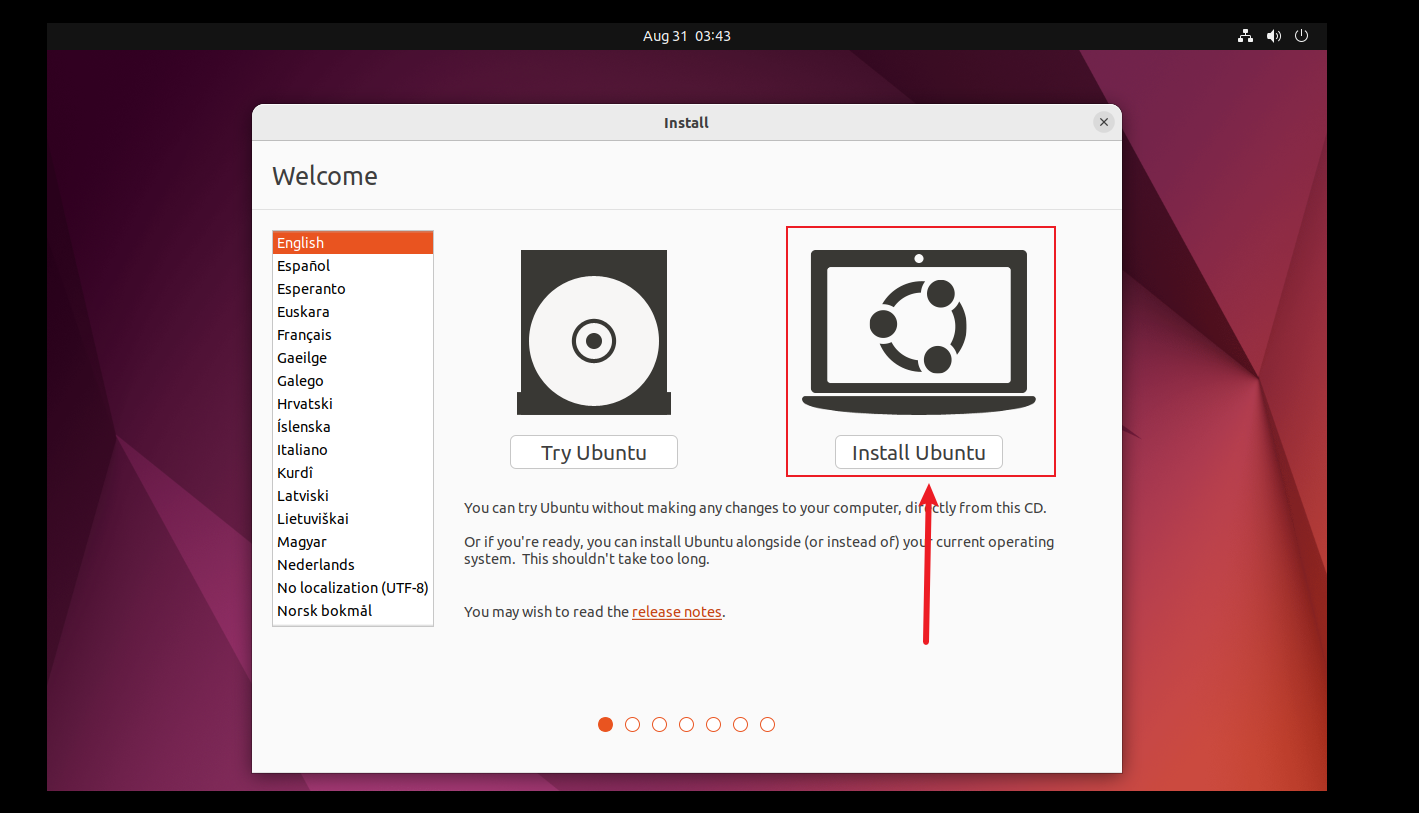 Aug 31 03:43
Install
Welcome
English
Español
Esperanto
Euskara
Français
Gaeilge
Galego
Hrvatski
Íslenska
Italiano
Kurdî
Latviski
Lietuviškai
Magyar
Nederlands
No localization (UTF-8)
Norsk bokmål
Try Ubuntu
Install Ubuntu
You can try Ubuntu without making any changes to your computer, directly from this CD.
Or if you're ready, you can install Ubuntu alongside (or instead of) your current operating
system. This shouldn't take too long.
You may wish to read the release notes.